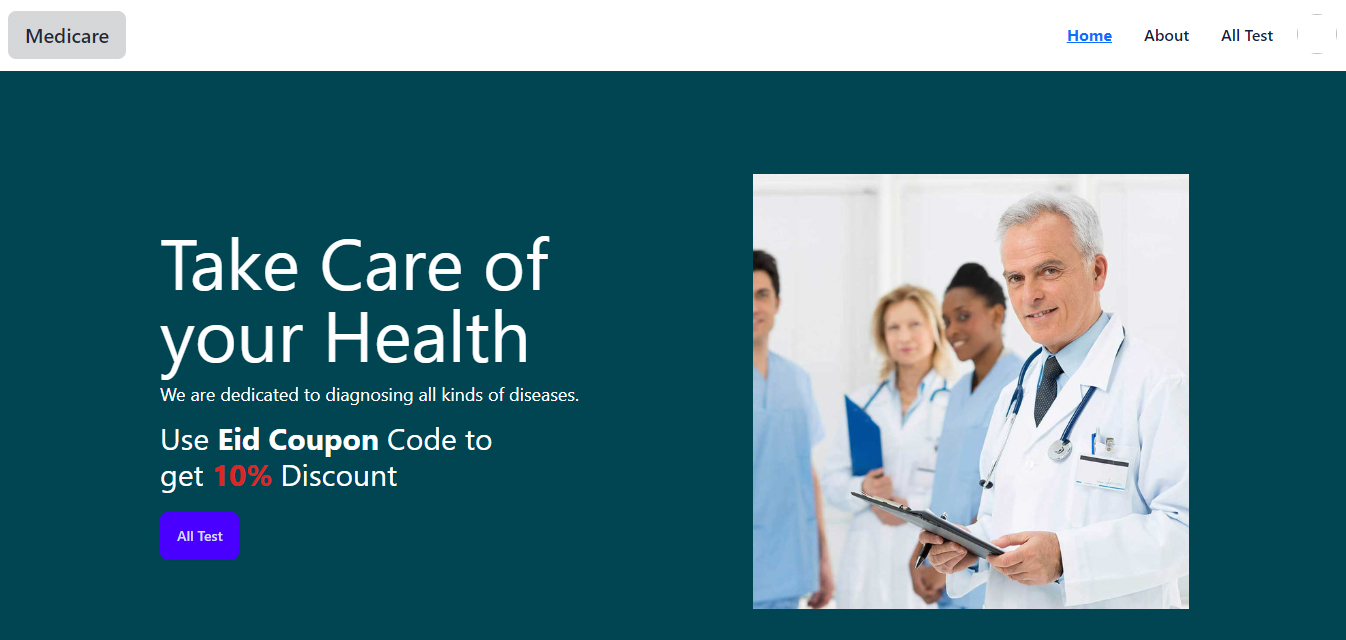 Medicare
Home
About
All Test
Take Care of
your Health
We are dedicated to diagnosing all kinds of diseases.
Use Eid Coupon Code to
get 10% Discount
All Test